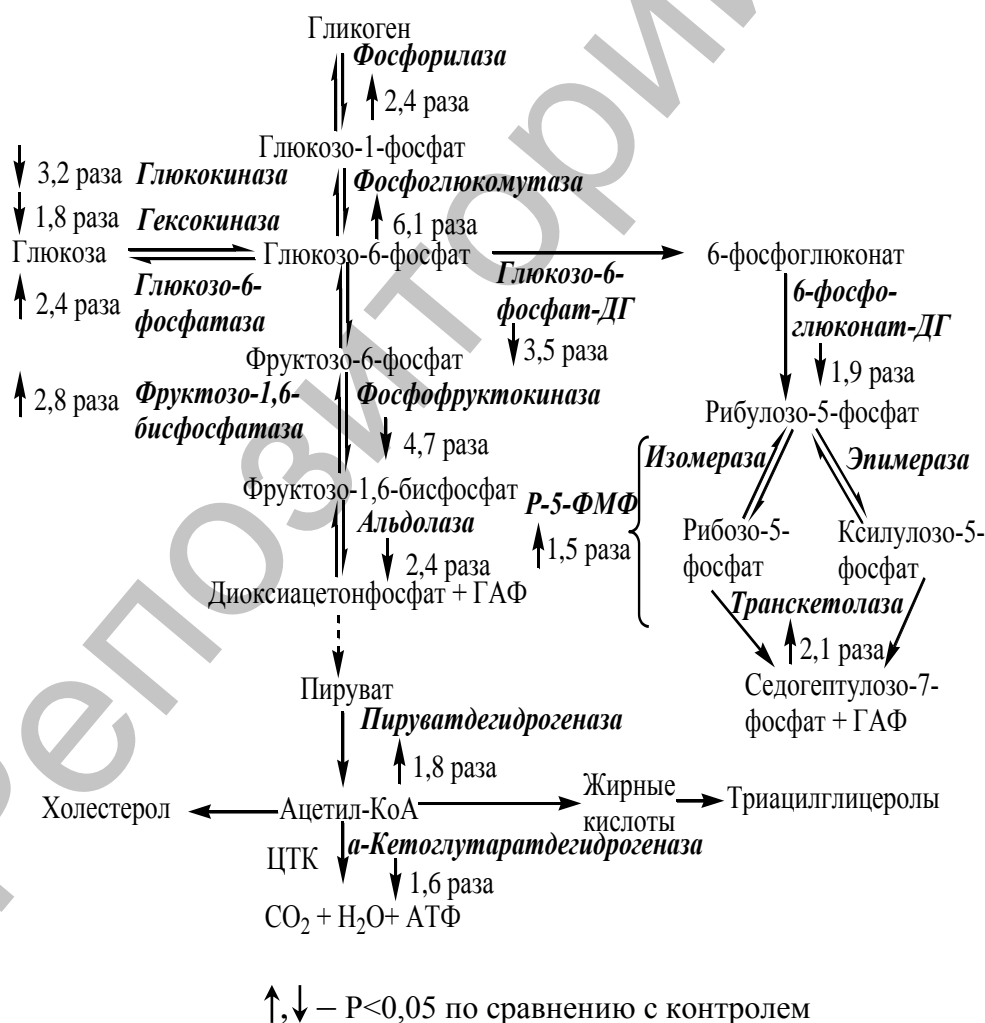 Гликоген
Фосфорилаза
2,4 раза
Глюкозо-1-фосфат
3,2 раза Глюкокиназа
Фосфоглюкомутаза
1,8 раза Гексокиназа
6,1 раза
Глюкоза
Глюкозо-6-фосфат
6-фосфоглюконат
2,4 раза
Глюкозо-6-
фосфатаза
Глюкозо-6-
фосфат-ДГ
3,5 раза
6-фосфо-
глюконат-ДГ
1,9 раза
Фруктозо-6-фосфат
2,8 раза
Фруктозо-1,6-
бисфосфатаза
Фосфофруктокиназа
4,7 раза
Рибулозо-5-фосфат
Изомераза
Эпимераза
Фруктозо-1,6-бисфосфат
Р-5-ФМФ
1,5 раза
Альдолаза
2,4 раза
Рибозо-5-
фосфат
Ксилулозо-5-
фосфат
Диоксиацетонфосфат + ГАФ
Транскетолаза
2,1 раза
Седогептулозо-7-
фосфат + ГАФ
Пируват
Пируватдегидрогеназа
1,8 раза
Холестерол
Ацетил-КоА
Жирные
кислоты
Триацилглицеролы
ЦТК
а-Кетоглутаратдегидрогеназа
1,6 раза
CO₂ + H₂O+ АТФ
↑,↓ – P<0,05 по сравнению с контролем
Репозитори